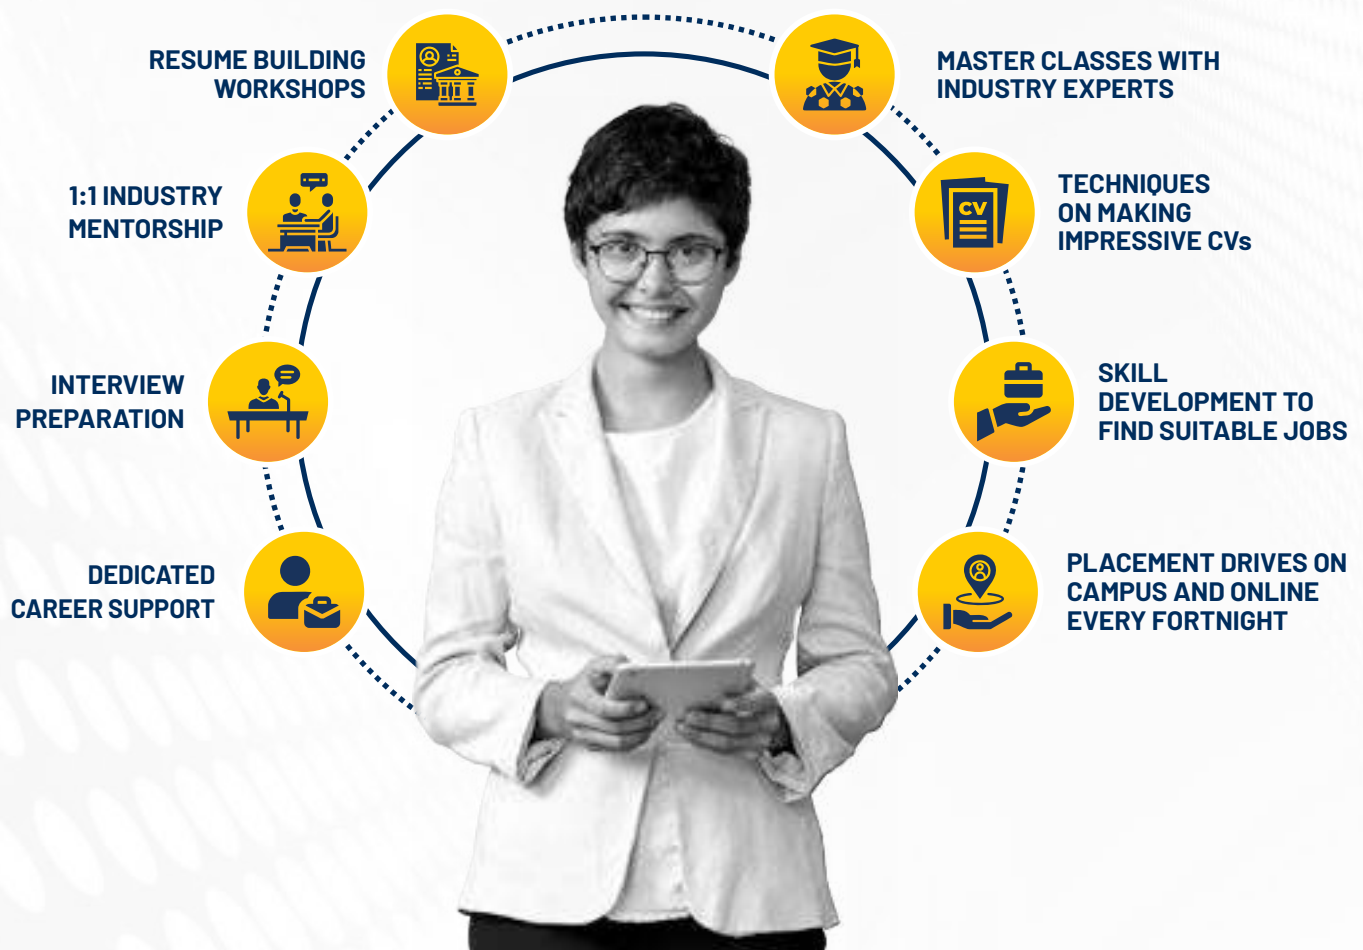 RESUME BUILDING
WORKSHOPS
1:1 INDUSTRY
MENTORSHIP
INTERVIEW
PREPARATION
DEDICATED
CAREER SUPPORT
MASTER CLASSES WITH
INDUSTRY EXPERTS
CV
TECHNIQUES
ON MAKING
IMPRESSIVE CVs
SKILL
DEVELOPMENT TO
FIND SUITABLE JOBS
PLACEMENT DRIVES ON
CAMPUS AND ONLINE
EVERY FORTNIGHT